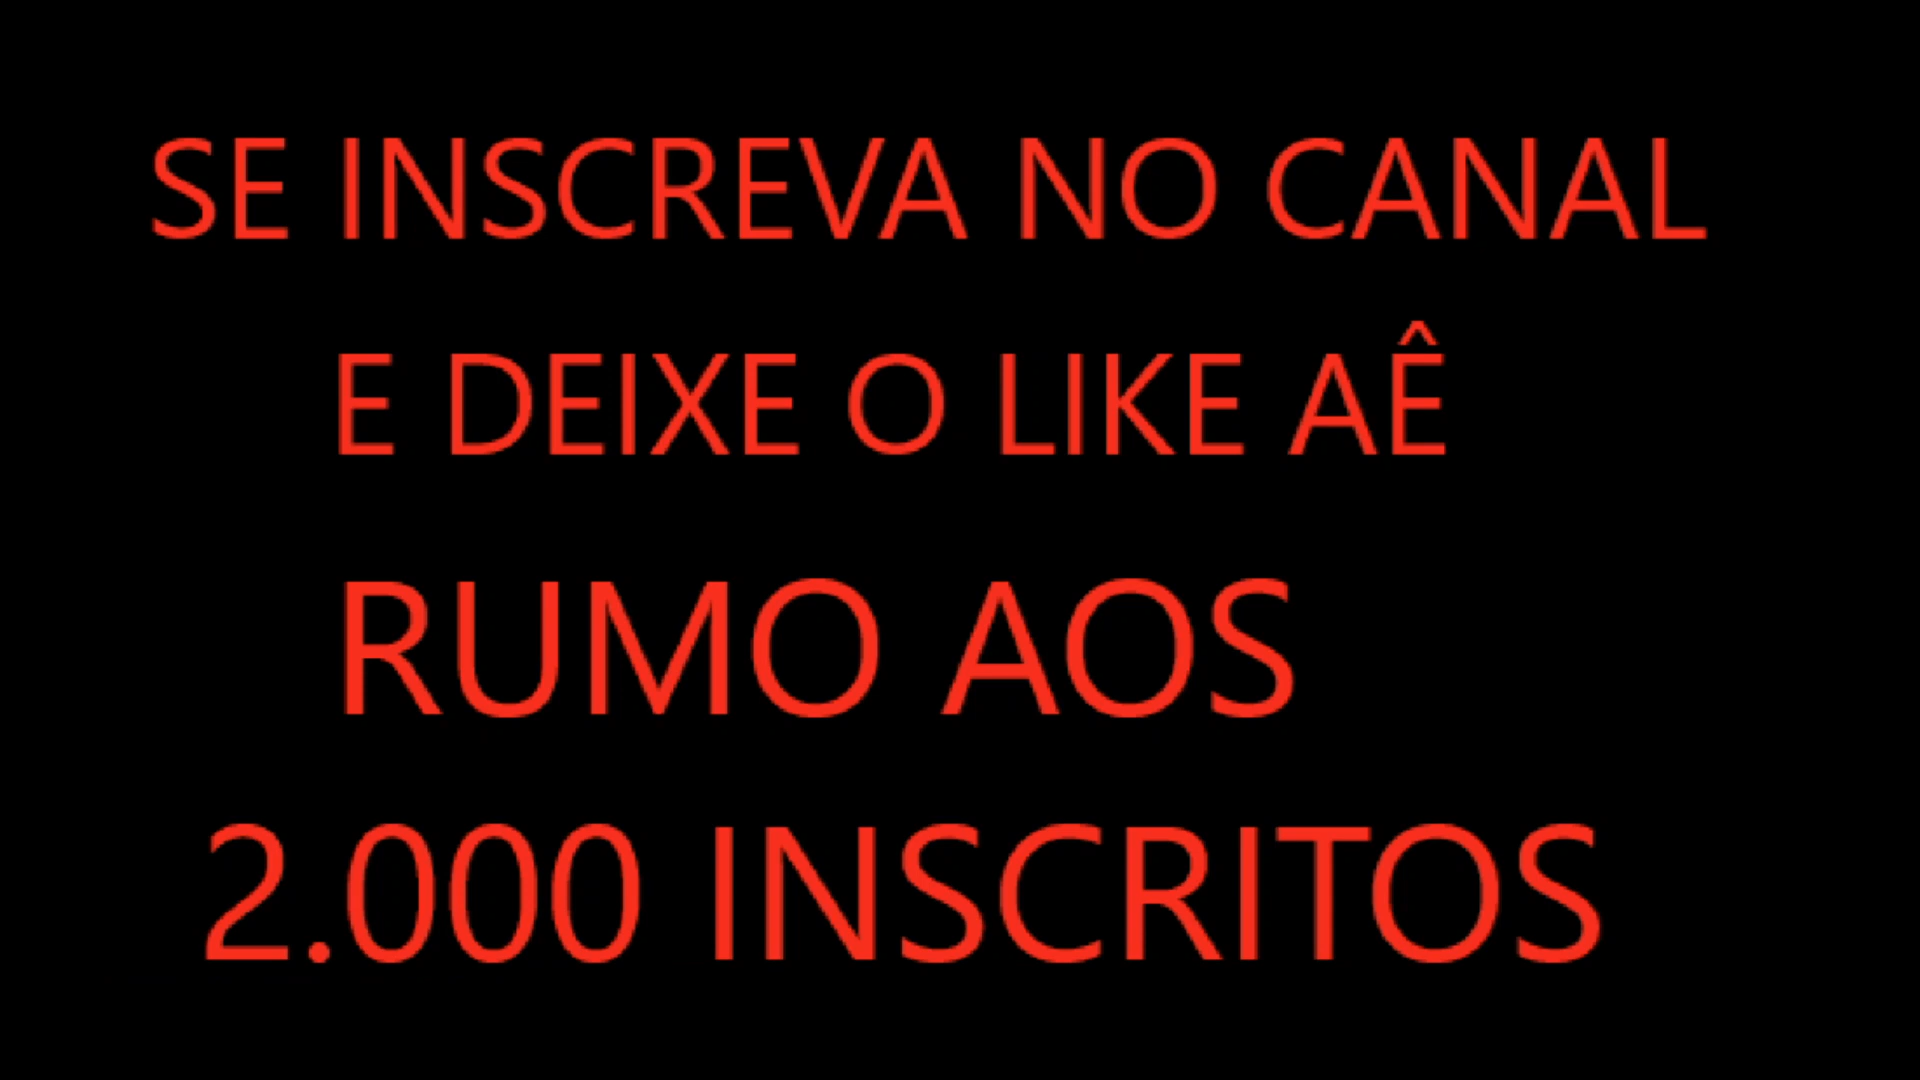 SE INSCREVA NO CANAL
E DEIXE O LIKE AÊ
RUMO AOS
2.000 INSCRITOS